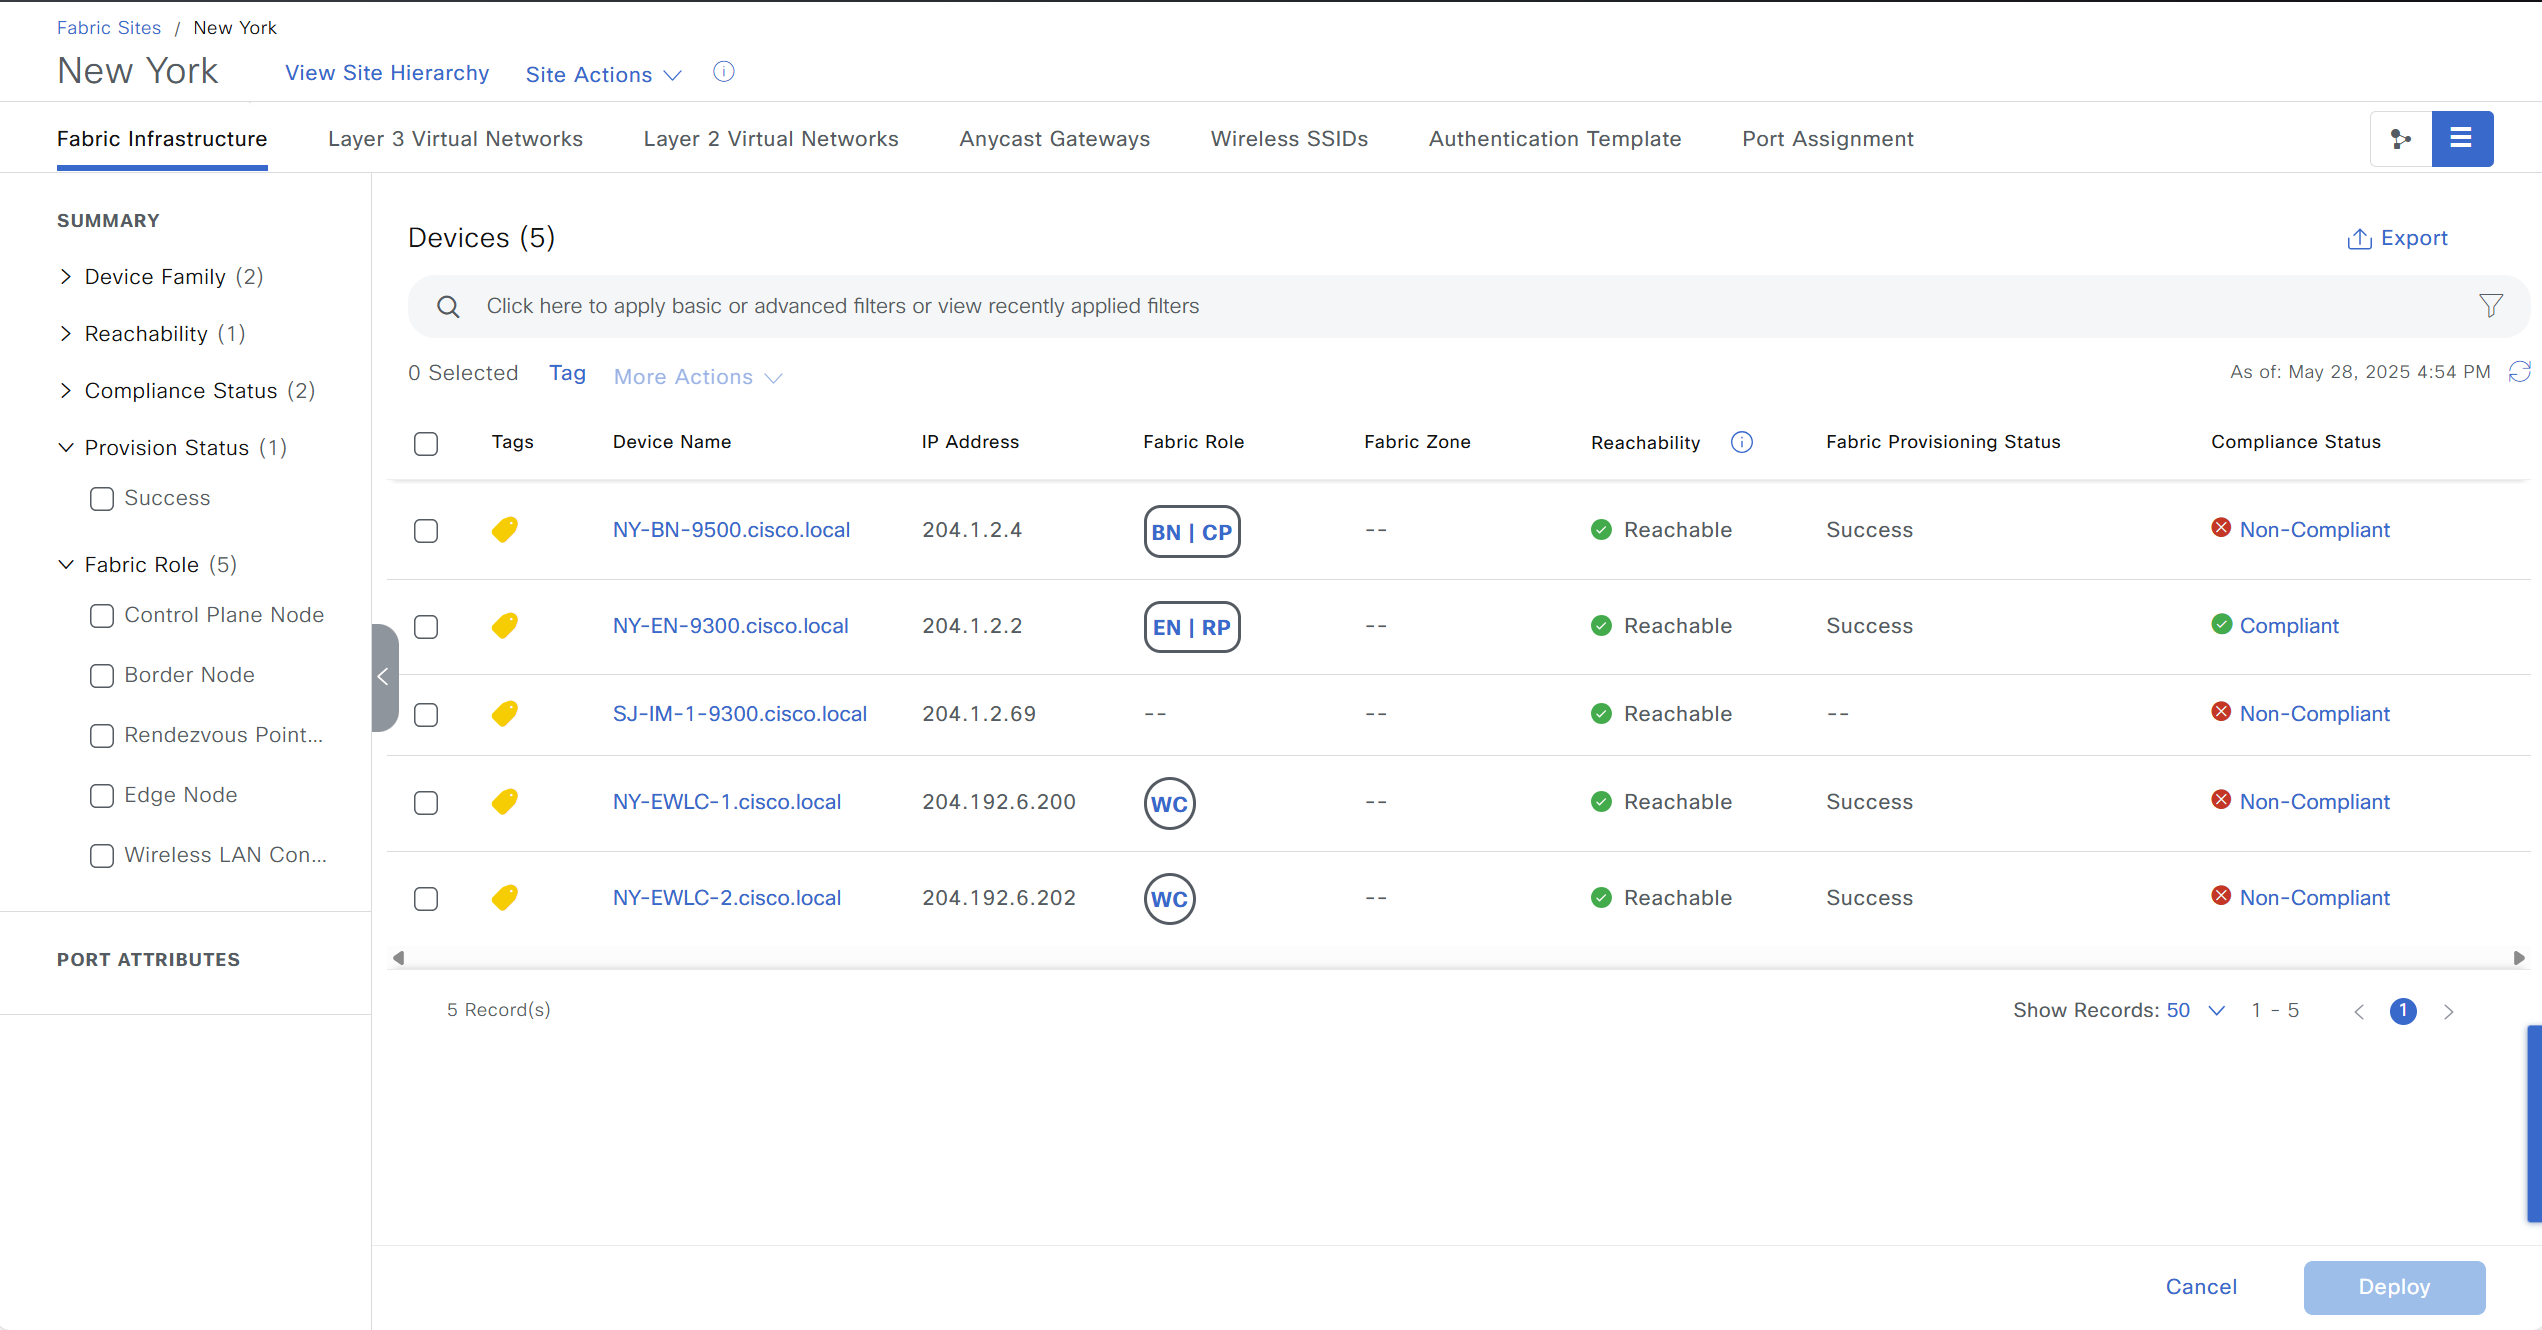 Fabric Sites / New York
New York View Site Hierarchy Site Actions
Fabric Infrastructure Layer 3 Virtual Networks Layer 2 Virtual Networks Anycast Gateways Wireless SSIDs Authentication Template Port Assignment
SUMMARY
Device Family (2)
Reachability (1)
Compliance Status (2)
Provision Status (1)
Success
Fabric Role (5)
Control Plane Node
Border Node
Rendezvous Point...
Edge Node
Wireless LAN Con...
PORT ATTRIBUTES
Devices (5)
Export
Click here to apply basic or advanced filters or view recently applied filters
0 Selected Tag More Actions As of: May 28, 2025 4:54 PM
Tags Device Name IP Address Fabric Role Fabric Zone Reachability Fabric Provisioning Status Compliance Status
NY-BN-9500.cisco.local 204.1.2.4 BN | CP -- Reachable Success Non-Compliant
NY-EN-9300.cisco.local 204.1.2.2 EN | RP -- Reachable Success Compliant
SJ-IM-1-9300.cisco.local 204.1.2.69 -- -- Reachable -- Non-Compliant
NY-EWLC-1.cisco.local 204.192.6.200 WC -- Reachable Success Non-Compliant
NY-EWLC-2.cisco.local 204.192.6.202 WC -- Reachable Success Non-Compliant
5 Record(s) Show Records: 50 1 - 5 1
Cancel Deploy